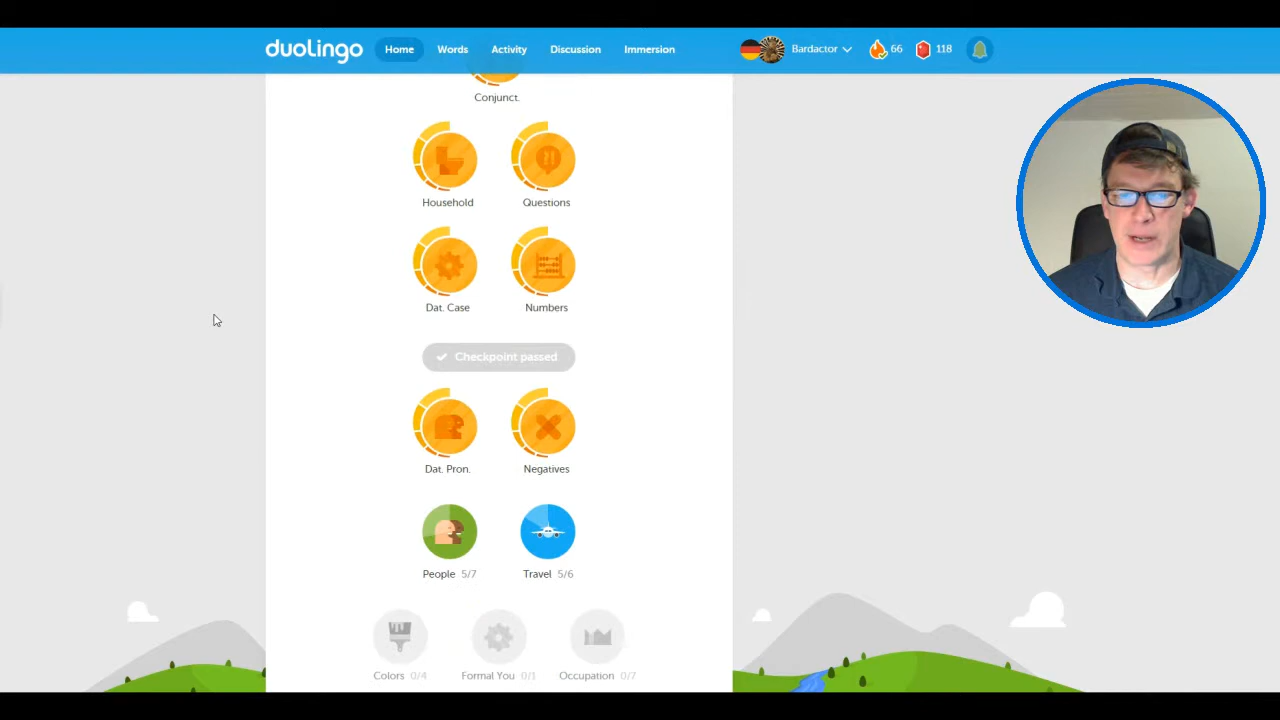 duolingo Home Words Activity Discussion Immersion Bardactor 66 118
Conjunct.
Household Questions
Dat. Case Numbers
Checkpoint passed
Dat. Pron. Negatives
People 5/7 Travel 5/6
Colors 0/4 Formal You 0/1 Occupation 0/7